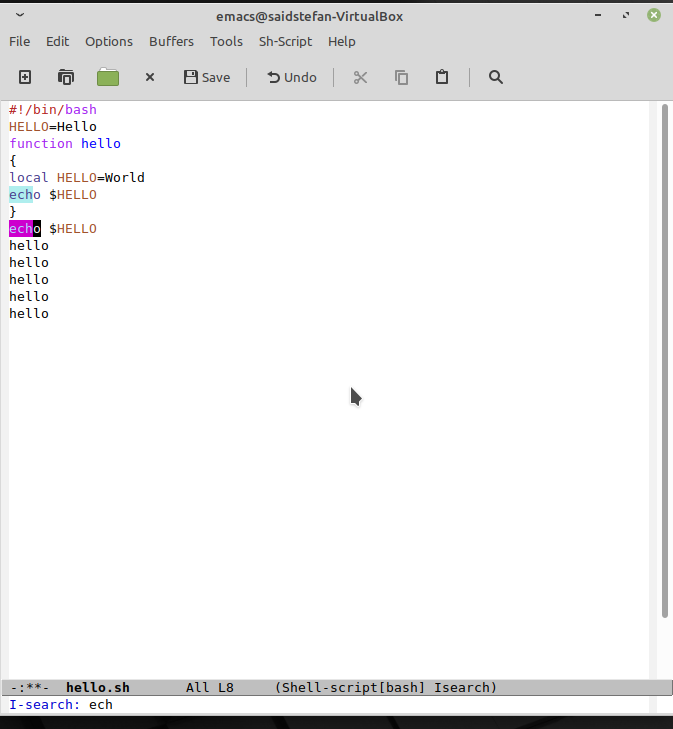 emacs@saidstefan-VirtualBox
File Edit Options Buffers Tools Sh-Script Help
Save Undo
#!/bin/bash
HELLO=Hello
function hello
{
local HELLO=World
echo $HELLO
}
echo $HELLO
hello
hello
hello
hello
hello
-:**- hello.sh All L8 (Shell-script[bash] Isearch)
I-search: ech